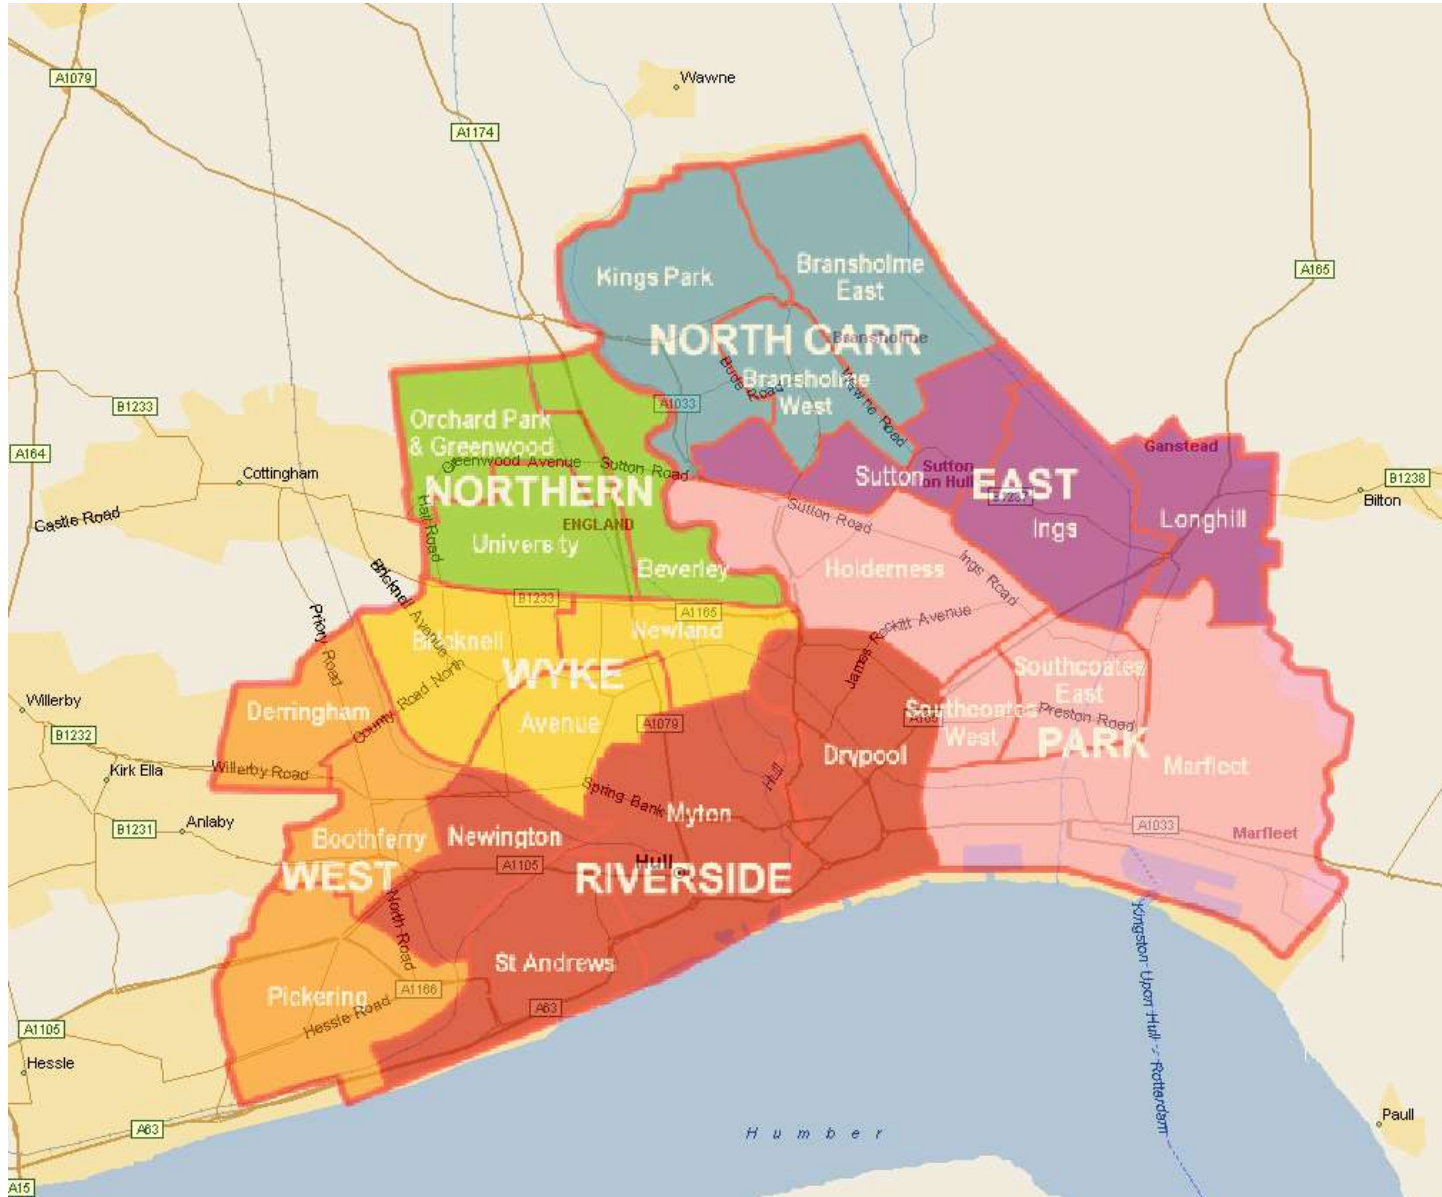 A1079
Wawne
A1174
Kings Park
Bransholme
East
A165
NORTH CARR
Bransholme
Bude Road
Bransholme
West
Wawne Road
A1033
B1233
Orchard Park
& Greenwood
Greenwood Avenue
Sutton Road
A164
Cottingham
Ganstead
Sutton
Sutton
on Hull
EAST
B1237
B1238
Bilton
NORTHERN
Castle Road
Hall Road
ENGLAND
University
Beverley
Sutton Road
Ings
Longhill
Holderness
Ings Road
Bricknell Avenue
Priory Road
B1233
A1165
James Reckitt Avenue
Bricknell
Newland
WYKE
County Road North
Southcoates
East
Willerby
Derringham
Avenue
A1079
Southcoates
West
A165
Preston Road
B1232
PARK
Kirk Ella
Willerby Road
Drypool
Hull
Marfleet
Spring Bank
Myton
B1231
Anlaby
Boothferry
Newington
A1033
Marfleet
WEST
A1105
Hull
RIVERSIDE
North Road
St Andrews
Pickering
A1166
Hessle Road
A63
Kingston Upon Hull - Rotterdam
A1105
Hessle
A63
Humber
Paull
A15